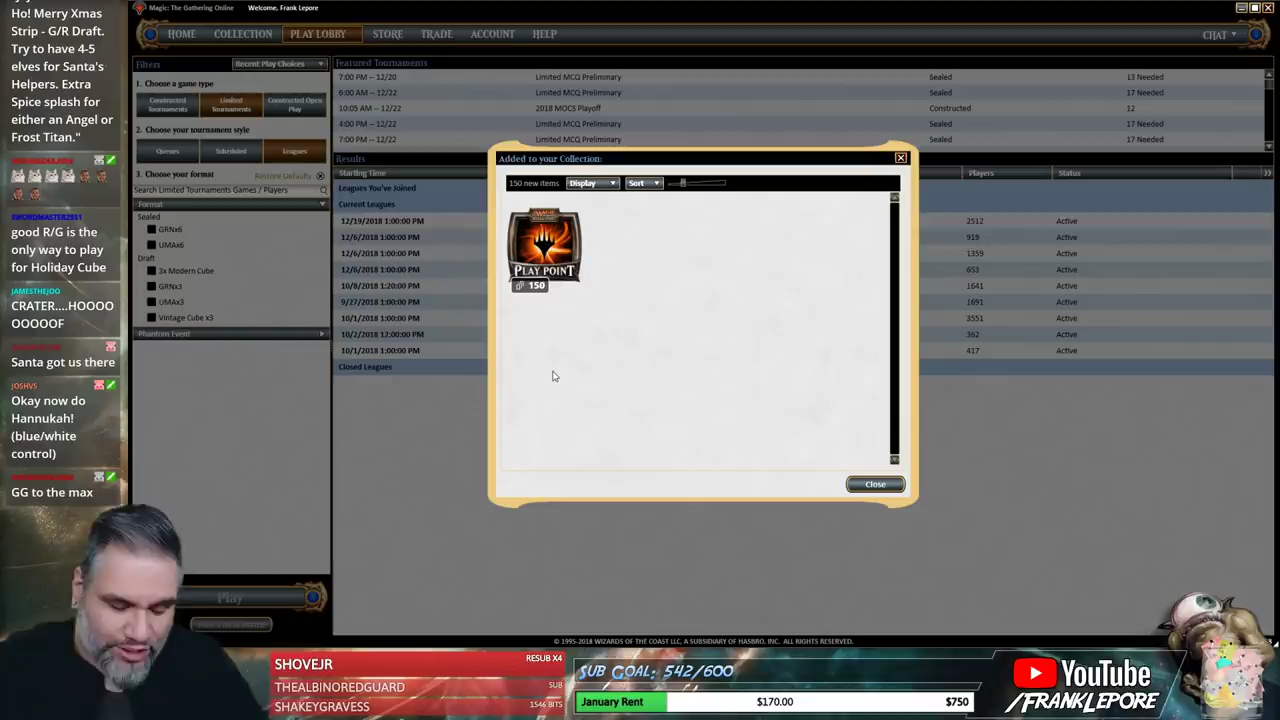 Ho! Merry Xmas
Strip - G/R Draft.
Try to have 4-5
elves for Santa's
Helpers. Extra
Spice splash for
either an Angel or
Frost Titan."
SWORDMASTER2551
good R/G is the
only way to play
for Holiday Cube
JAMESTHEJOO
CRATER....HOOOO
OOOOOF
Santa got us there
JOSHVS
Okay now do
Hannukah!
(blue/white
control)
GG to the max
Magic: The Gathering Online
Welcome, Frank Lepore
HOME
COLLECTION
PLAY LOBBY
STORE
TRADE
ACCOUNT
HELP
CHAT
Filters
Recent Play Choices
1. Choose a game type
Constructed Tournaments
Limited Tournaments
Constructed Open Play
2. Choose your tournament style
Queues
Scheduled
Leagues
3. Choose your format
Restore Defaults
Search Limited Tournaments Games / Players
Format
Sealed
GRNx6
UMAx6
Draft
3x Modern Cube
GRNx3
UMAx3
Vintage Cube x3
Phantom Event
Play
Featured Tournaments
7:00 PM -- 12/20 Limited MCQ Preliminary Sealed 13 Needed
6:00 AM -- 12/22 Limited MCQ Preliminary Sealed 17 Needed
10:05 AM -- 12/22 2018 MOCS Playoff Constructed 12
4:00 PM -- 12/22 Limited MCQ Preliminary Sealed 17 Needed
7:00 PM -- 12/22 Limited MCQ Preliminary Sealed 17 Needed
Results
Starting Time Players Status
Leagues You've Joined
Current Leagues
12/19/2018 1:00:00 PM 2512 Active
12/6/2018 1:00:00 PM 919 Active
12/6/2018 1:00:00 PM 1359 Active
12/6/2018 1:00:00 PM 653 Active
10/8/2018 1:20:00 PM 1641 Active
9/27/2018 1:00:00 PM 1691 Active
10/1/2018 1:00:00 PM 3551 Active
10/2/2018 12:00:00 PM 362 Active
10/1/2018 1:00:00 PM 417 Active
Closed Leagues
Added to your Collection:
150 new items
Display
Sort
PLAY POINT
150
Close
© 1995-2018 WIZARDS OF THE COAST LLC, A SUBSIDIARY OF HASBRO, INC. ALL RIGHTS RESERVED.
SHOVEJR RESUB X4
THEALBINOREDGUARD SUB
SHAKEYGRAVESS 1546 BITS
SUB GOAL: 542/600
January Rent $170.00 $750
YouTube
/FRANKLEPORE